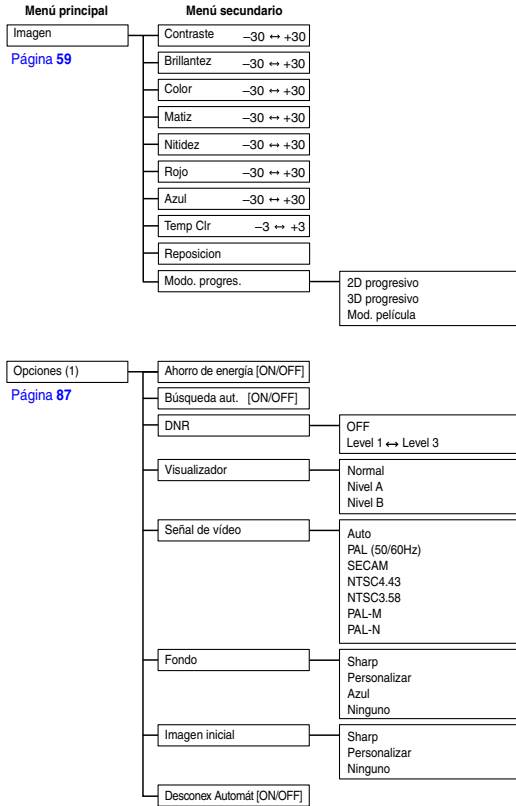 Menú principal Menú secundario
Imagen
Página 59
Contraste –30 ↔ +30
Brillantez –30 ↔ +30
Color –30 ↔ +30
Matiz –30 ↔ +30
Nitidez –30 ↔ +30
Rojo –30 ↔ +30
Azul –30 ↔ +30
Temp Clr –3 ↔ +3
Reposicion
Modo. progres.
2D progresivo
3D progresivo
Mod. película
Opciones (1)
Página 87
Ahorro de energía [ON/OFF]
Búsqueda aut. [ON/OFF]
DNR
OFF
Level 1 ↔ Level 3
Visualizador
Normal
Nivel A
Nivel B
Señal de vídeo
Auto
PAL (50/60Hz)
SECAM
NTSC4.43
NTSC3.58
PAL-M
PAL-N
Fondo
Sharp
Personalizar
Azul
Ninguno
Imagen inicial
Sharp
Personalizar
Ninguno
Desconex Automát [ON/OFF]